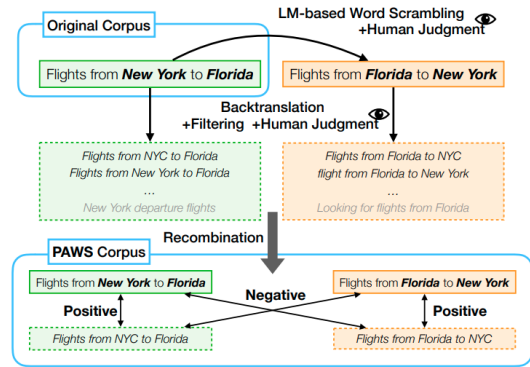 LM-based Word Scrambling
+Human Judgment
Original Corpus
Flights from New York to Florida
Flights from Florida to New York
Backtranslation
+Filtering +Human Judgment
Flights from NYC to Florida
Flights from New York to Florida
...
New York departure flights
Flights from Florida to NYC
flight from Florida to New York
...
Looking for flights from Florida
Recombination
PAWS Corpus
Flights from New York to Florida
Flights from Florida to New York
Positive
Negative
Positive
Flights from NYC to Florida
Flights from Florida to NYC